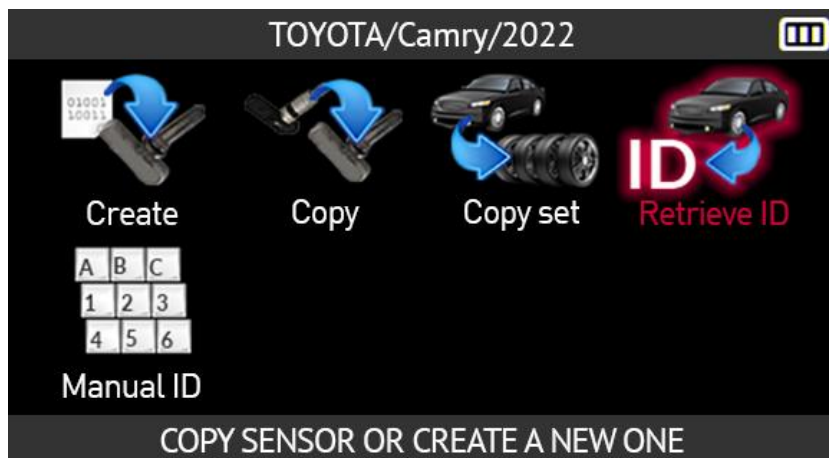 TOYOTA/Camry/2022
01001
10011
Create
Copy
Copy set
ID
Retrieve ID
A B C
1 2 3
4 5 6
Manual ID
COPY SENSOR OR CREATE A NEW ONE